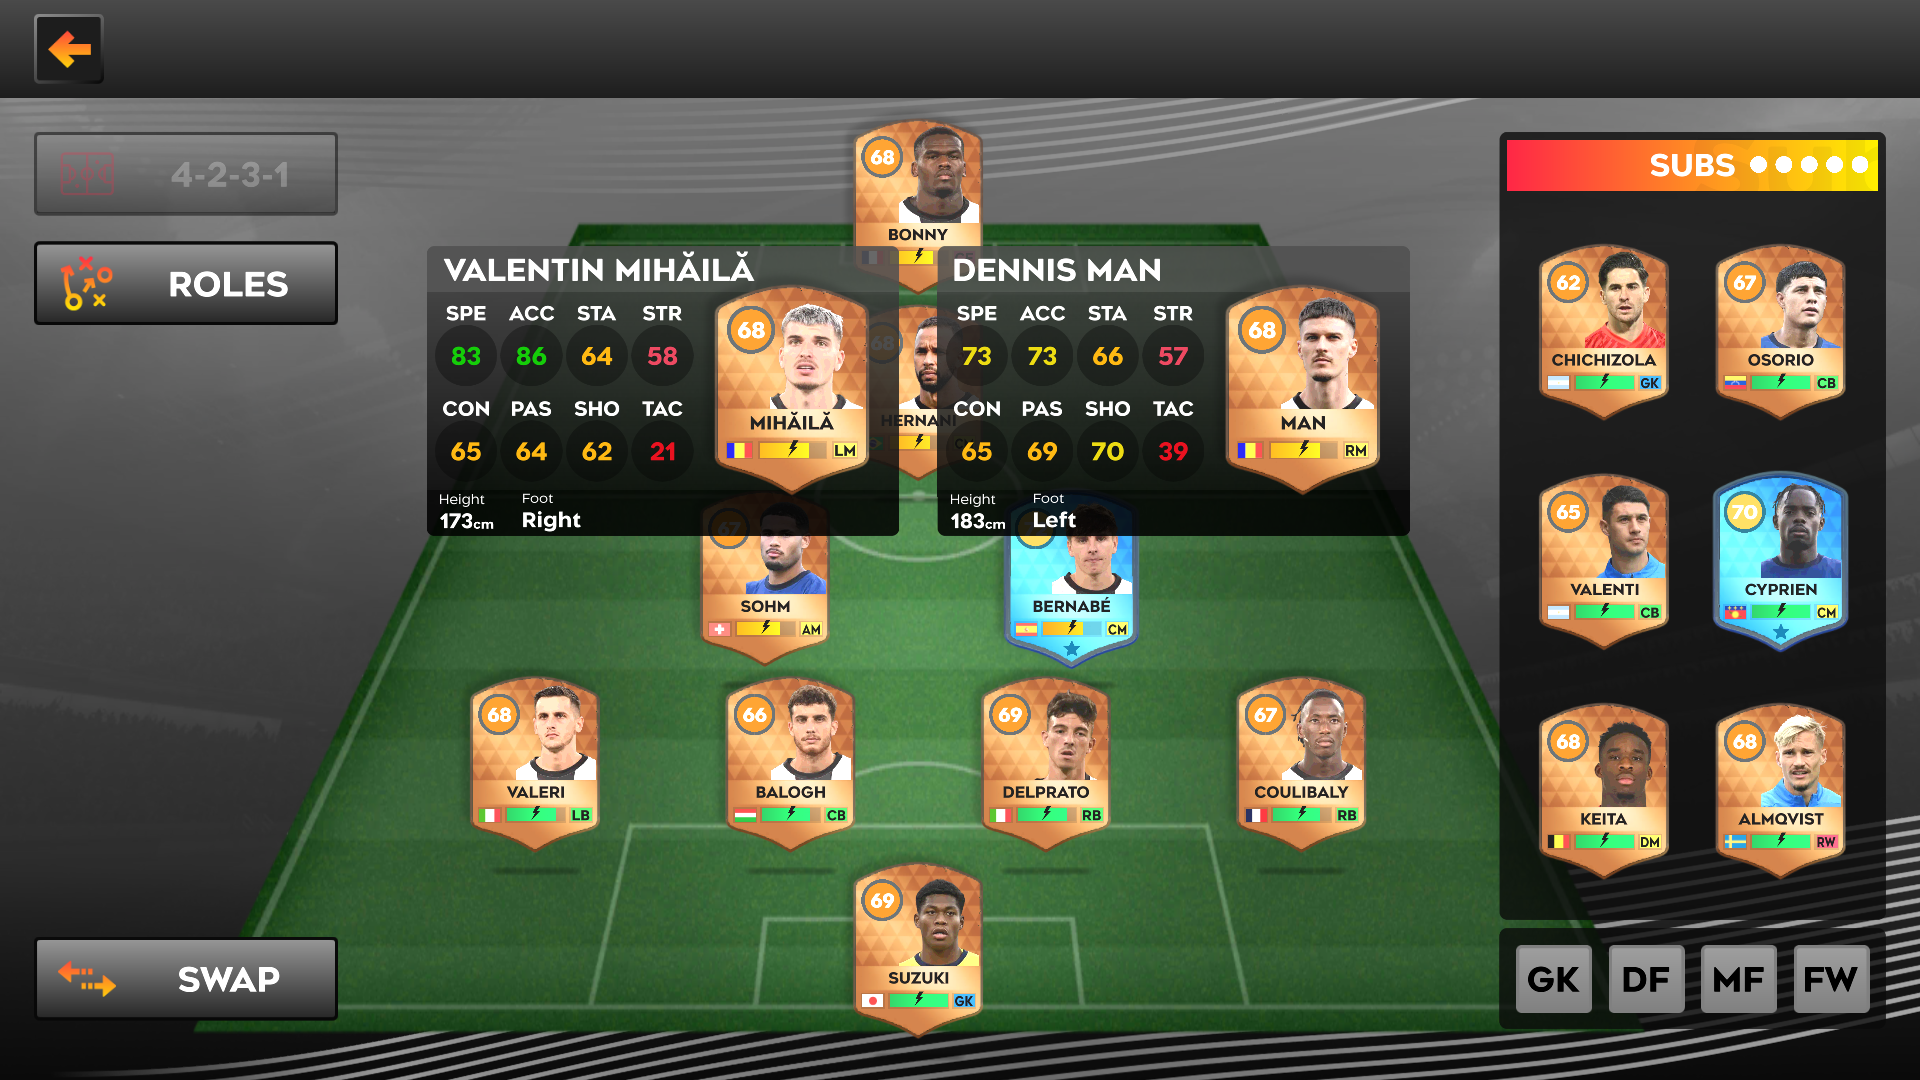 4-2-3-1
ROLES
SWAP
68
BONNY
VALENTIN MIHĂILĂ
SPE ACC STA STR
83 86 64 58
CON PAS SHO TAC
65 64 62 21
Height Foot
173cm Right
68
MIHĂILĂ
LM
68
HERNANI
DENNIS MAN
SPE ACC STA STR
73 73 66 57
CON PAS SHO TAC
65 69 70 39
Height Foot
183cm Left
68
MAN
RM
67
SOHM
AM
BERNABÉ
CM
68
VALERI
LB
66
BALOGH
CB
69
DELPRATO
RB
67
COULIBALY
RB
69
SUZUKI
GK
SUBS
62
CHICHIZOLA
GK
67
OSORIO
CB
65
VALENTI
CB
70
CYPRIEN
CM
68
KEITA
DM
68
ALMQVIST
RW
GK DF MF FW